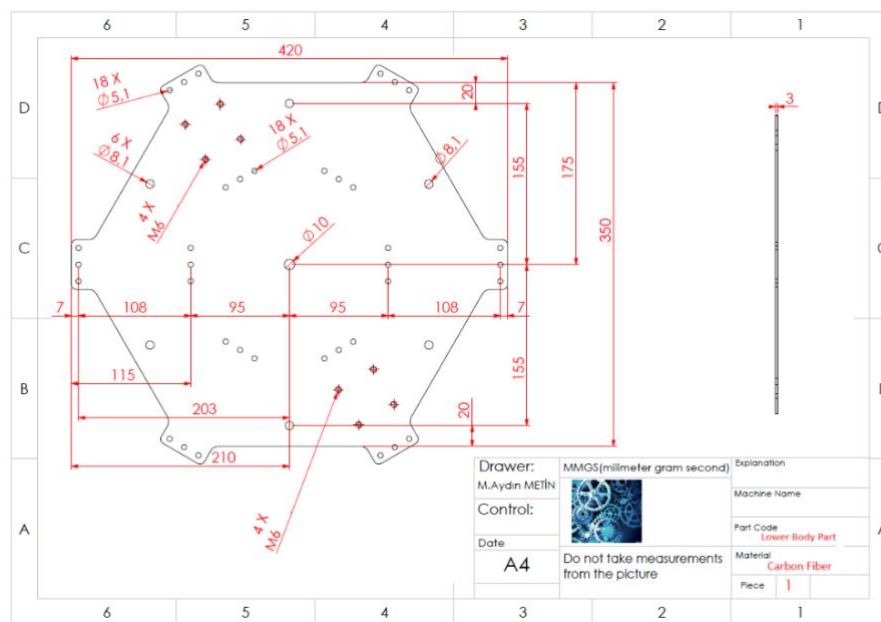 6 5 4 3 2 1
420
18 X
Ø5,1
20
3
D D
18 X
Ø5,1
6 X
Ø8,1
Ø8,1
155
175
4 X
M6
Ø10
350
C C
7 108 95 95 108 7
115
155
B B
203
20
210
4 X
M6
A A
Drawer:
M.Aydın METİN
Control:
Date
A4
MMGS(milimeter gram second)
Do not take measurements
from the picture
Explanation
Machine Name
Part Code
Lower Body Part
Material
Carbon Fiber
Piece 1
6 5 4 3 2 1